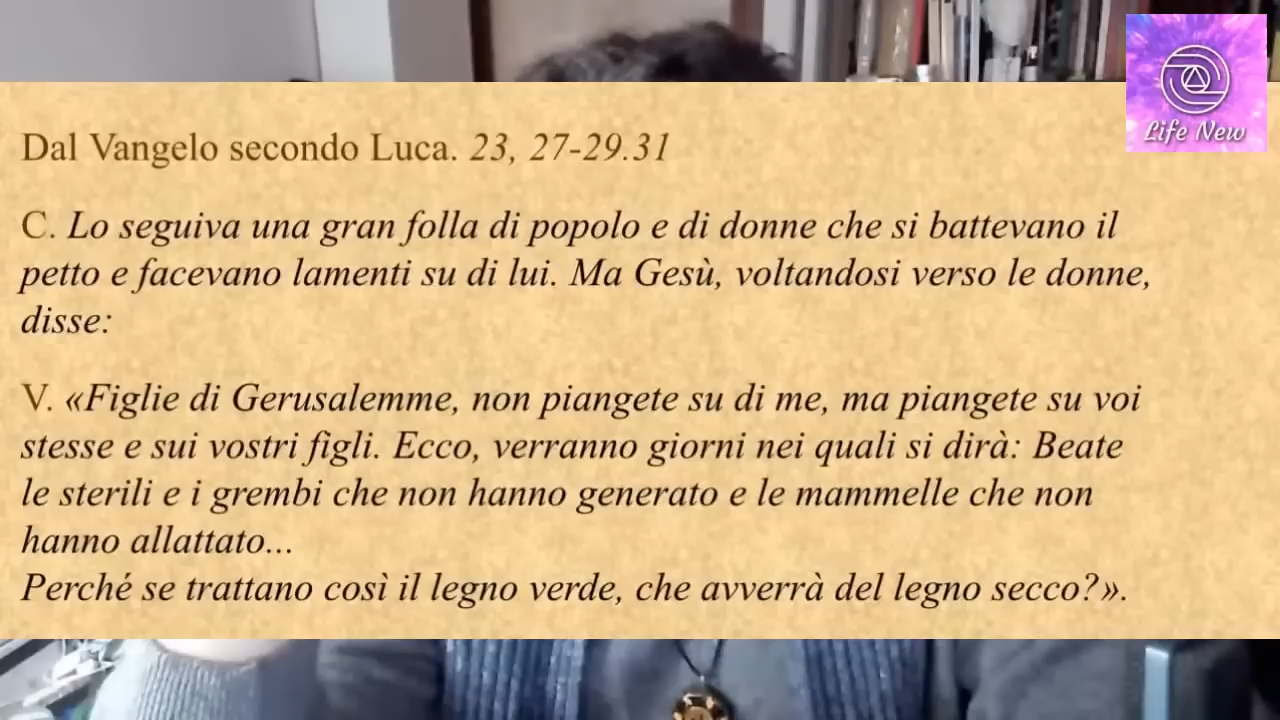 Life New
Dal Vangelo secondo Luca. 23, 27-29.31
C. Lo seguiva una gran folla di popolo e di donne che si battevano il
petto e facevano lamenti su di lui. Ma Gesù, voltandosi verso le donne,
disse:
V. «Figlie di Gerusalemme, non piangete su di me, ma piangete su voi
stesse e sui vostri figli. Ecco, verranno giorni nei quali si dirà: Beate
le sterili e i grembi che non hanno generato e le mammelle che non
hanno allattato...
Perché se trattano così il legno verde, che avverrà del legno secco?».